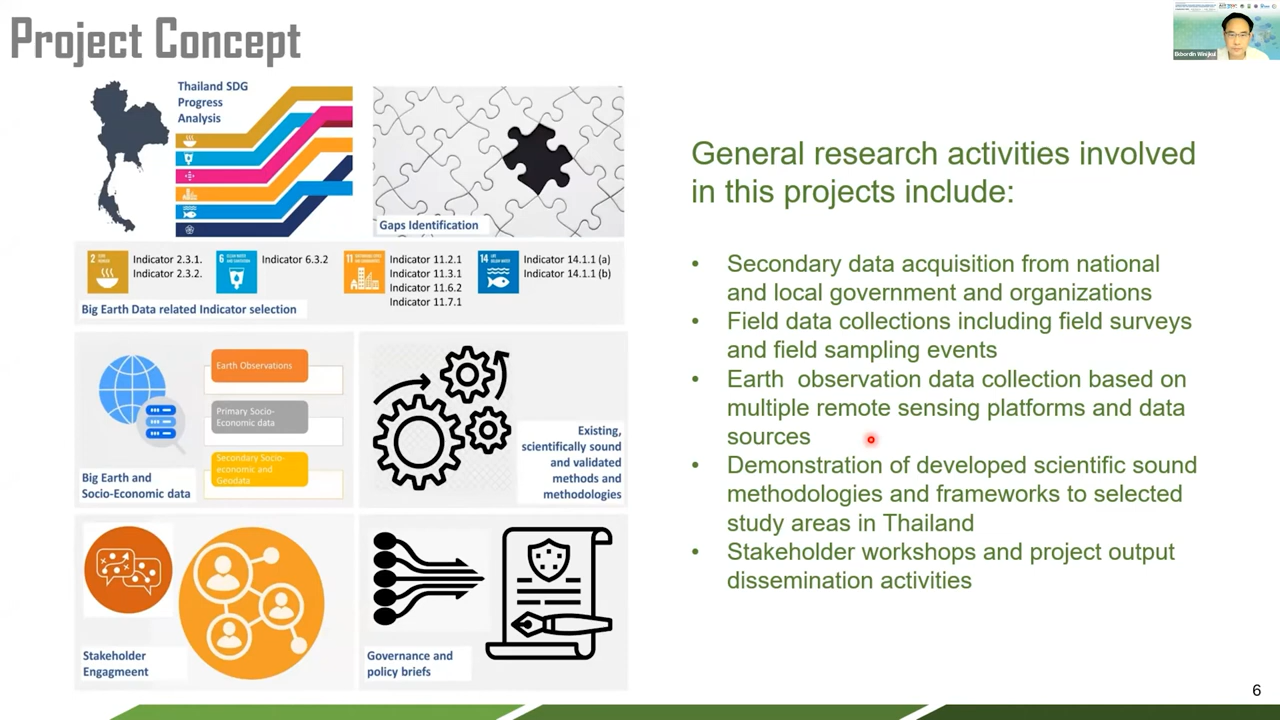 Project Concept
Ekbordin Winijkul
Thailand SDG
Progress
Analysis
Gaps Identification
2
Indicator 2.3.1.
Indicator 2.3.2.
6
Indicator 6.3.2
11
Indicator 11.2.1
Indicator 11.3.1
Indicator 11.6.2
Indicator 11.7.1
14
Indicator 14.1.1 (a)
Indicator 14.1.1 (b)
Big Earth Data related Indicator selection
Earth Observations
Primary Socio-
Economic data
Secondary Socio-
economic and
Geodata
Big Earth and
Socio-Economic data
Existing,
scientifically sound
and validated
methods and
methodologies
Stakeholder
Engagmeent
Governance and
policy briefs
General research activities involved
in this projects include:
• Secondary data acquisition from national
and local government and organizations
• Field data collections including field surveys
and field sampling events
• Earth observation data collection based on
multiple remote sensing platforms and data
sources
• Demonstration of developed scientific sound
methodologies and frameworks to selected
study areas in Thailand
• Stakeholder workshops and project output
dissemination activities
6